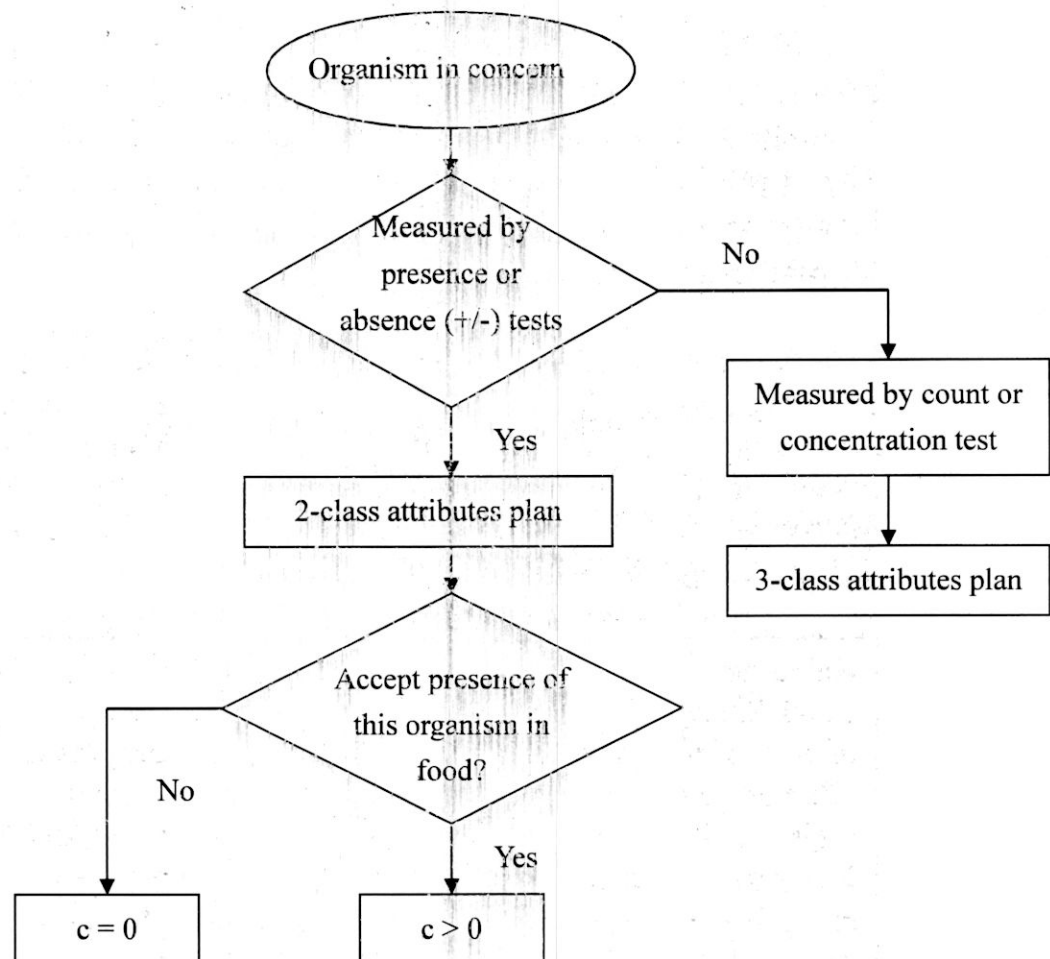 Organism in concern
Measured by
presence or
absence (+/-) tests
No
Measured by count or
concentration test
Yes
2-class attributes plan
3-class attributes plan
Accept presence of
this organism in
food?
No
Yes
c = 0
c > 0